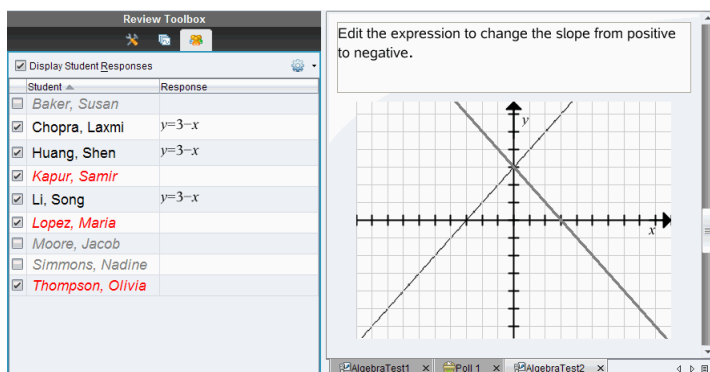 Review Toolbox
Display Student Responses
Student Response
Baker, Susan
Chopra, Laxmi y=3−x
Huang, Shen y=3−x
Kapur, Samir
Li, Song y=3−x
Lopez, Maria
Moore, Jacob
Simmons, Nadine
Thompson, Olivia
Edit the expression to change the slope from positive
to negative.
y
x
AlgebraTest1 Poll 1 AlgebraTest2